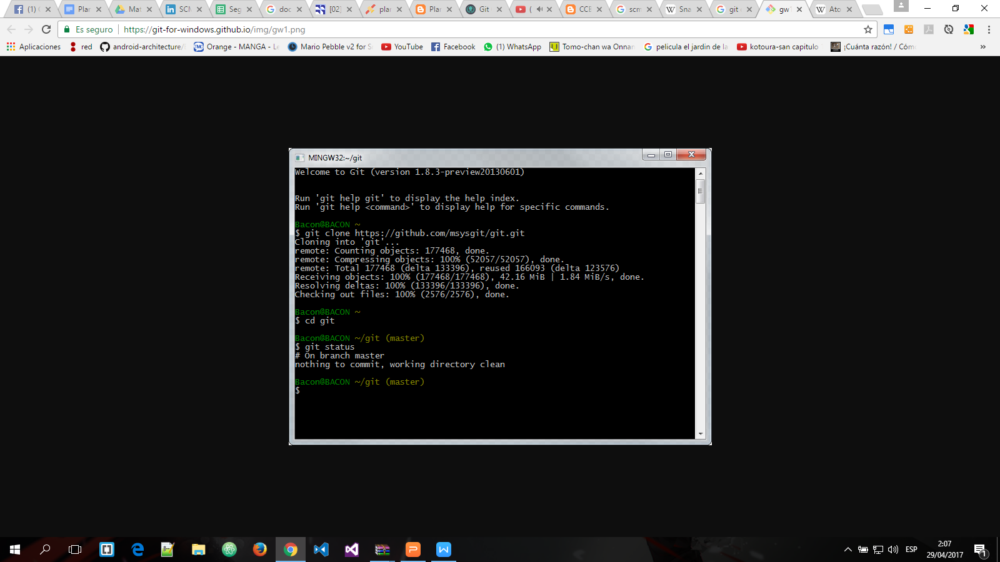 (1)
Plar
Mat
SCM
Seg
doc
[02]
plar
Plar
Git
(
CCE
scm
Sna
git
gw
Ato
Es seguro
https://git-for-windows.github.io/img/gw1.png
Aplicaciones
red
android-architecture/
Orange - MANGA - Le
Mario Pebble v2 for S
YouTube
Facebook
(1) WhatsApp
Tomo-chan wa Onnan
pelicula el jardin de la
kotoura-san capitulo
¡Cuánta razón! / Cómo
»
MINGW32:~/git
Welcome to Git (version 1.8.3-preview20130601)
Run 'git help git' to display the help index.
Run 'git help <command>' to display help for specific commands.
Bacon@BACON ~
$ git clone https://github.com/msysgit/git.git
Cloning into 'git'...
remote: Counting objects: 177468, done.
remote: Compressing objects: 100% (52057/52057), done.
remote: Total 177468 (delta 133396), reused 166093 (delta 123576)
Receiving objects: 100% (177468/177468), 42.16 MiB | 1.84 MiB/s, done.
Resolving deltas: 100% (133396/133396), done.
Checking out files: 100% (2576/2576), done.
Bacon@BACON ~
$ cd git
Bacon@BACON ~/git (master)
$ git status
# On branch master
nothing to commit, working directory clean
Bacon@BACON ~/git (master)
$
ESP
2:07
29/04/2017
1